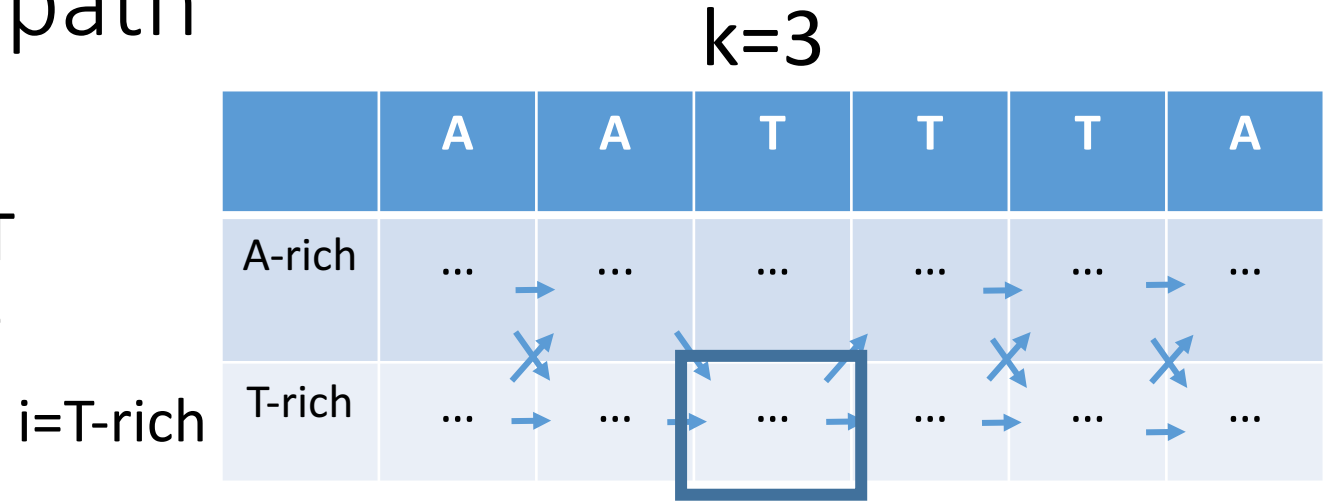 path
k=3
A A T T T A
T
A-rich ... ... ... ... ... ...
i=T-rich T-rich ... ... ... ... ... ...